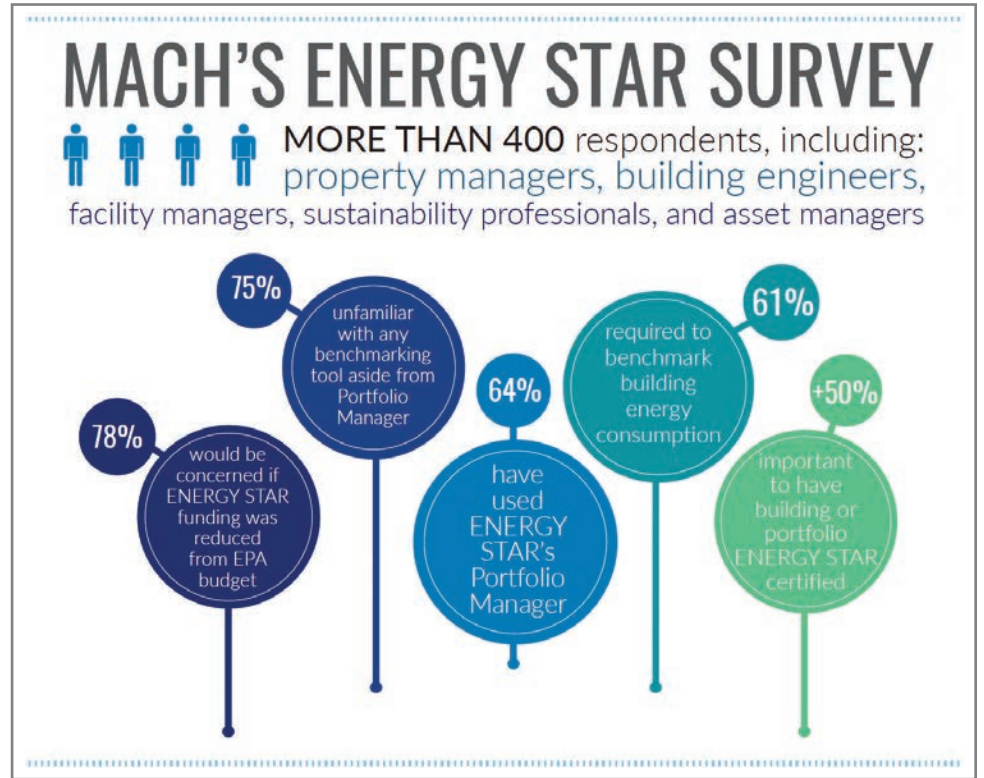 MACH'S ENERGY STAR SURVEY
MORE THAN 400 respondents, including:
property managers, building engineers,
facility managers, sustainability professionals, and asset managers
78%
would be
concerned if
ENERGY STAR
funding was
reduced
from EPA
budget
75%
unfamiliar
with any
benchmarking
tool aside from
Portfolio
Manager
64%
have
used
ENERGY
STAR's
Portfolio
Manager
61%
required to
benchmark
building
energy
consumption
+50%
important
to have
building or
portfolio
ENERGY STAR
certified